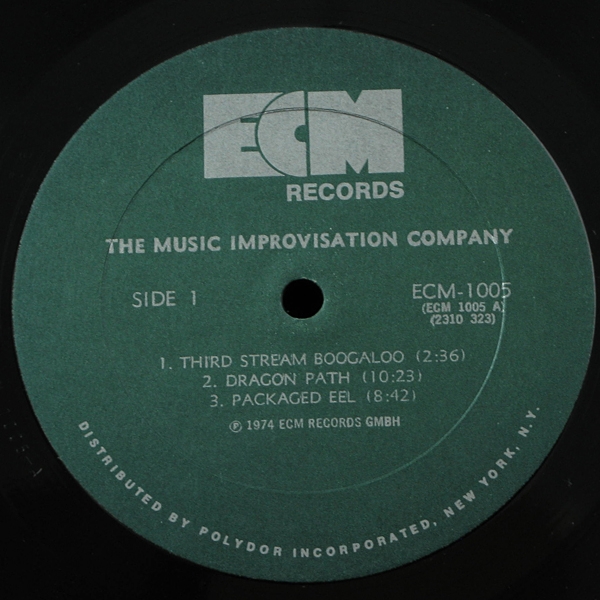 ECM
RECORDS
THE MUSIC IMPROVISATION COMPANY
SIDE 1
ECM-1005
(ECM 1005 A)
(2310 323)
1. THIRD STREAM BOOGALOO (2:36)
2. DRAGON PATH (10:23)
3. PACKAGED EEL (8:42)
Ⓟ 1974 ECM RECORDS GMBH
DISTRIBUTED BY POLYDOR INCORPORATED, NEW YORK, N.Y.